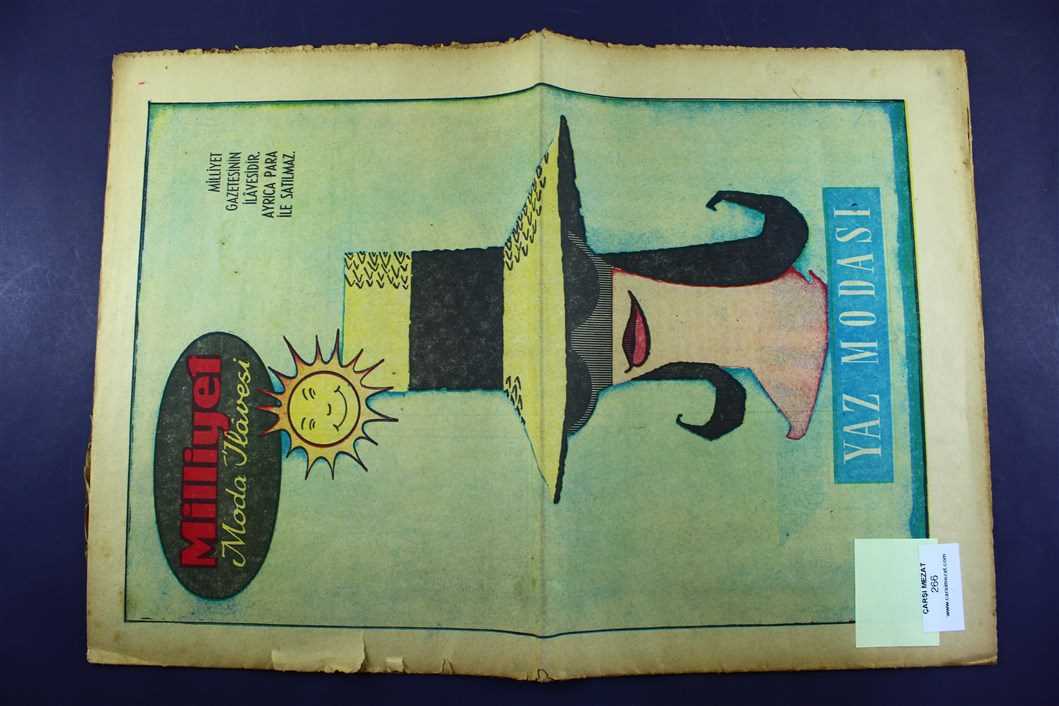 Milliyet
Moda İlâvesi
MİLLİYET
GAZETESİNİN
İLÂVESİDİR.
AYRICA PARA
İLE SATILMAZ.
YAZ MODASI
ÇARŞI MEZAT
266
www.carsimezat.com